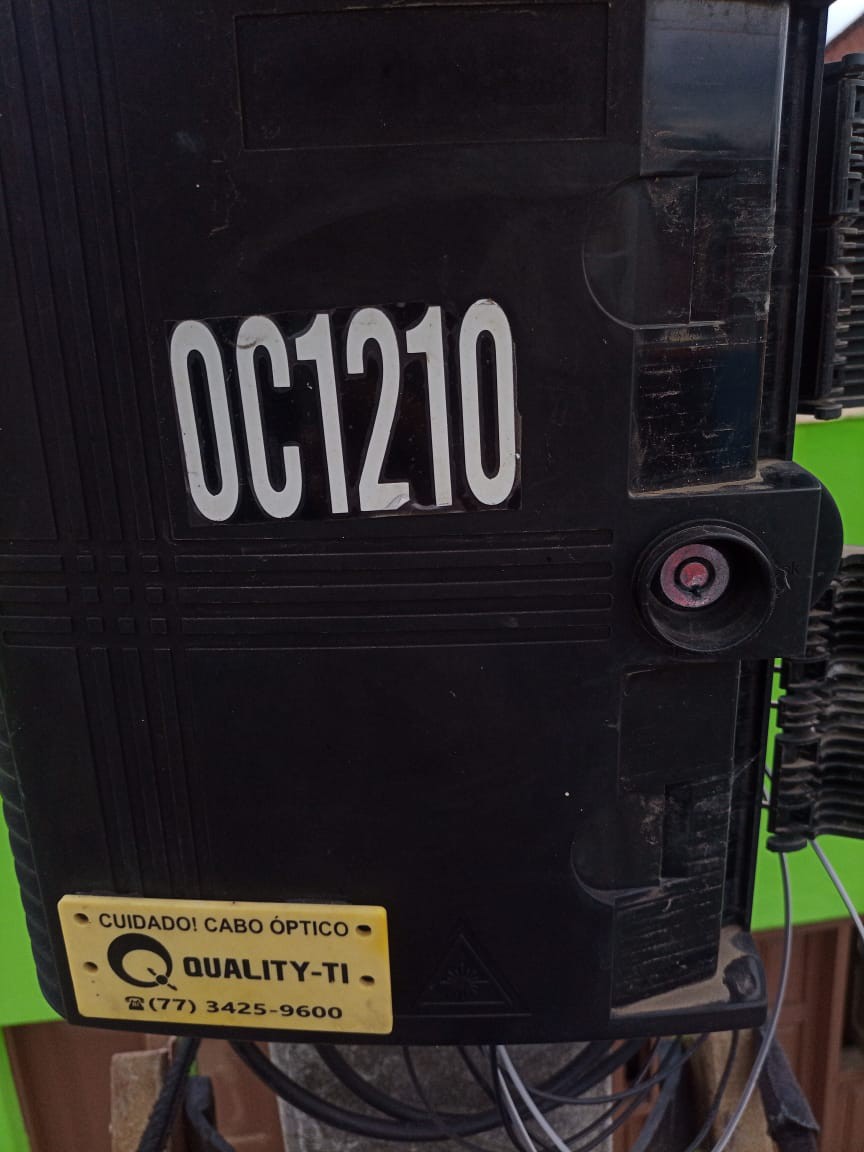 OC1210
CUIDADO! CABO ÓPTICO
QUALITY-TI
☎(77) 3425-9600